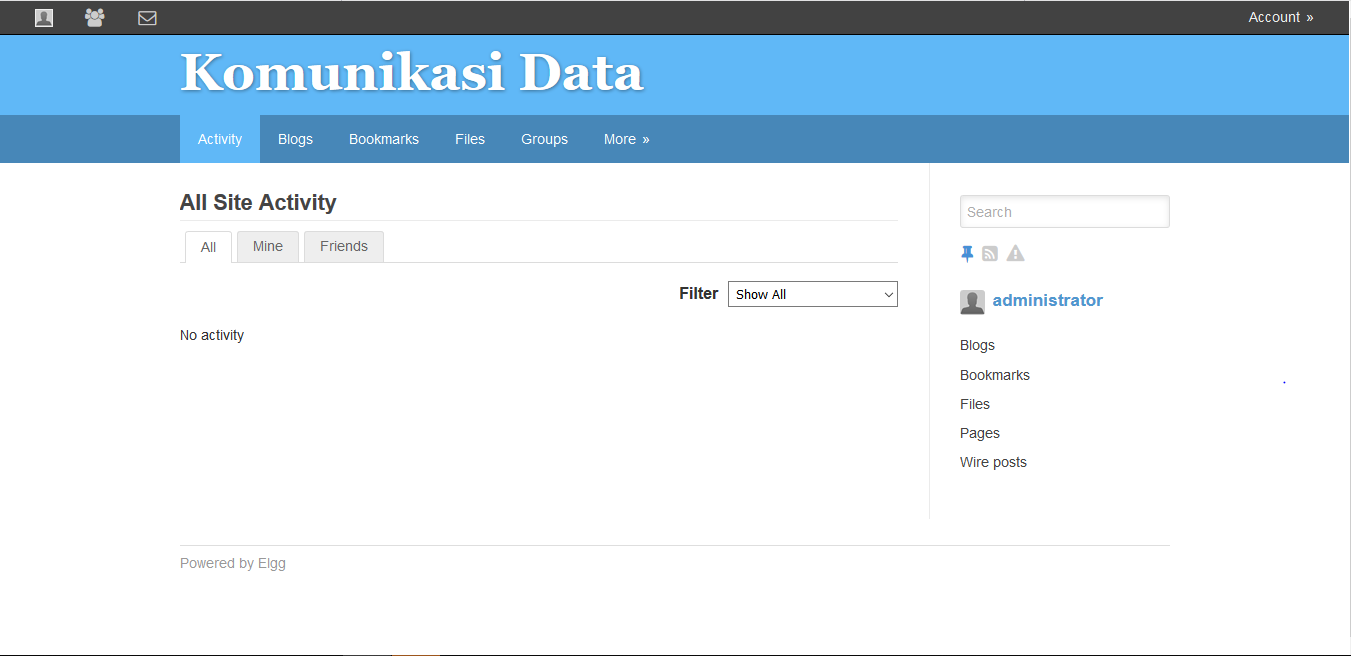 Account »
Komunikasi Data
Activity Blogs Bookmarks Files Groups More »
All Site Activity
All Mine Friends
Filter Show All
No activity
Search
administrator
Blogs
Bookmarks
Files
Pages
Wire posts
Powered by Elgg